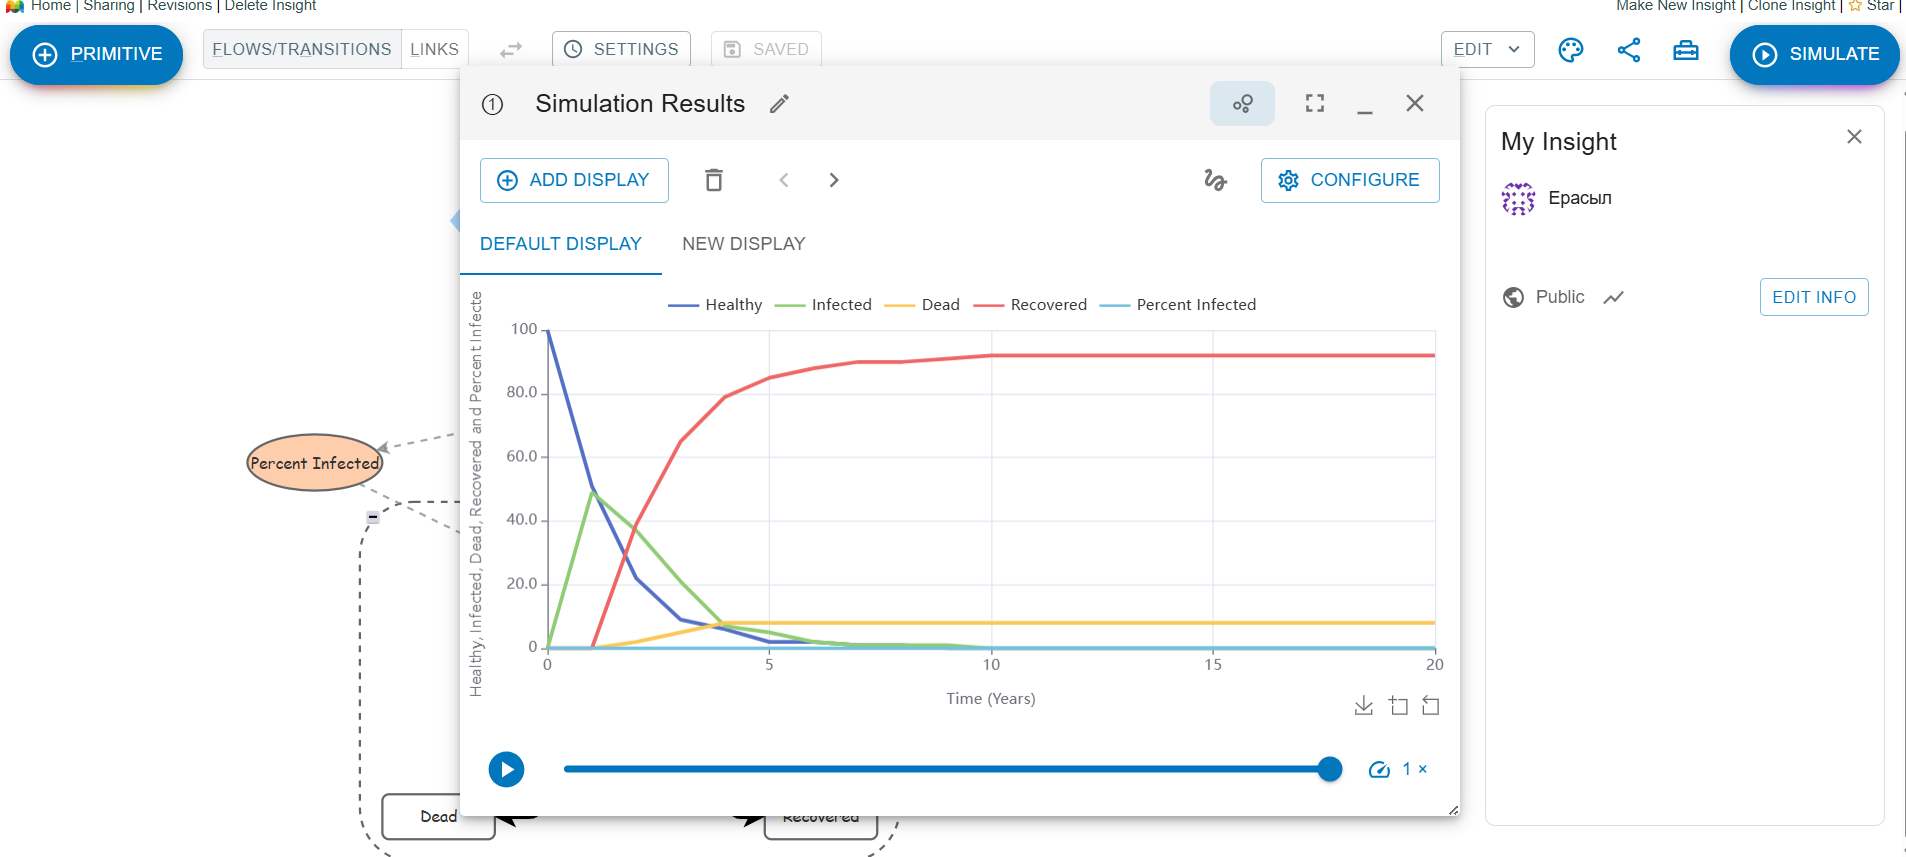 Home | Sharing | Revisions | Delete Insight
Make New Insight | Clone Insight | Star |
PRIMITIVE
FLOWS/TRANSITIONS
LINKS
SETTINGS
SAVED
EDIT
SIMULATE
1
Simulation Results
ADD DISPLAY
CONFIGURE
DEFAULT DISPLAY
NEW DISPLAY
Healthy
Infected
Dead
Recovered
Percent Infected
Healthy, Infected, Dead, Recovered and Percent Infecte
100
80.0
60.0
40.0
20.0
0
0
5
10
15
20
Time (Years)
1 ×
Percent Infected
Dead
Recovered
My Insight
Ерасыл
Public
EDIT INFO